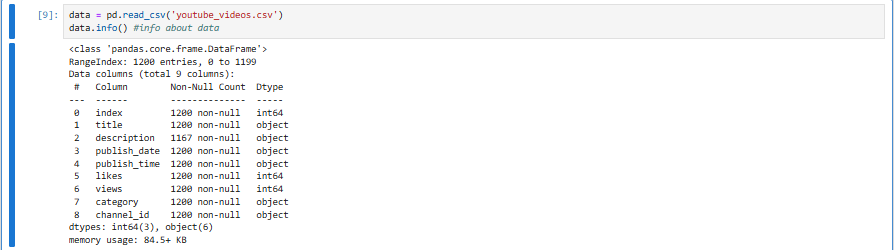 [9]: data = pd.read_csv('youtube_videos.csv')
data.info() #info about data
<class 'pandas.core.frame.DataFrame'>
RangeIndex: 1200 entries, 0 to 1199
Data columns (total 9 columns):
 #   Column        Non-Null Count  Dtype
---  ------        --------------  -----
 0   index         1200 non-null   int64
 1   title         1200 non-null   object
 2   description   1167 non-null   object
 3   publish_date  1200 non-null   object
 4   publish_time  1200 non-null   object
 5   likes         1200 non-null   int64
 6   views         1200 non-null   int64
 7   category      1200 non-null   object
 8   channel_id    1200 non-null   object
dtypes: int64(3), object(6)
memory usage: 84.5+ KB